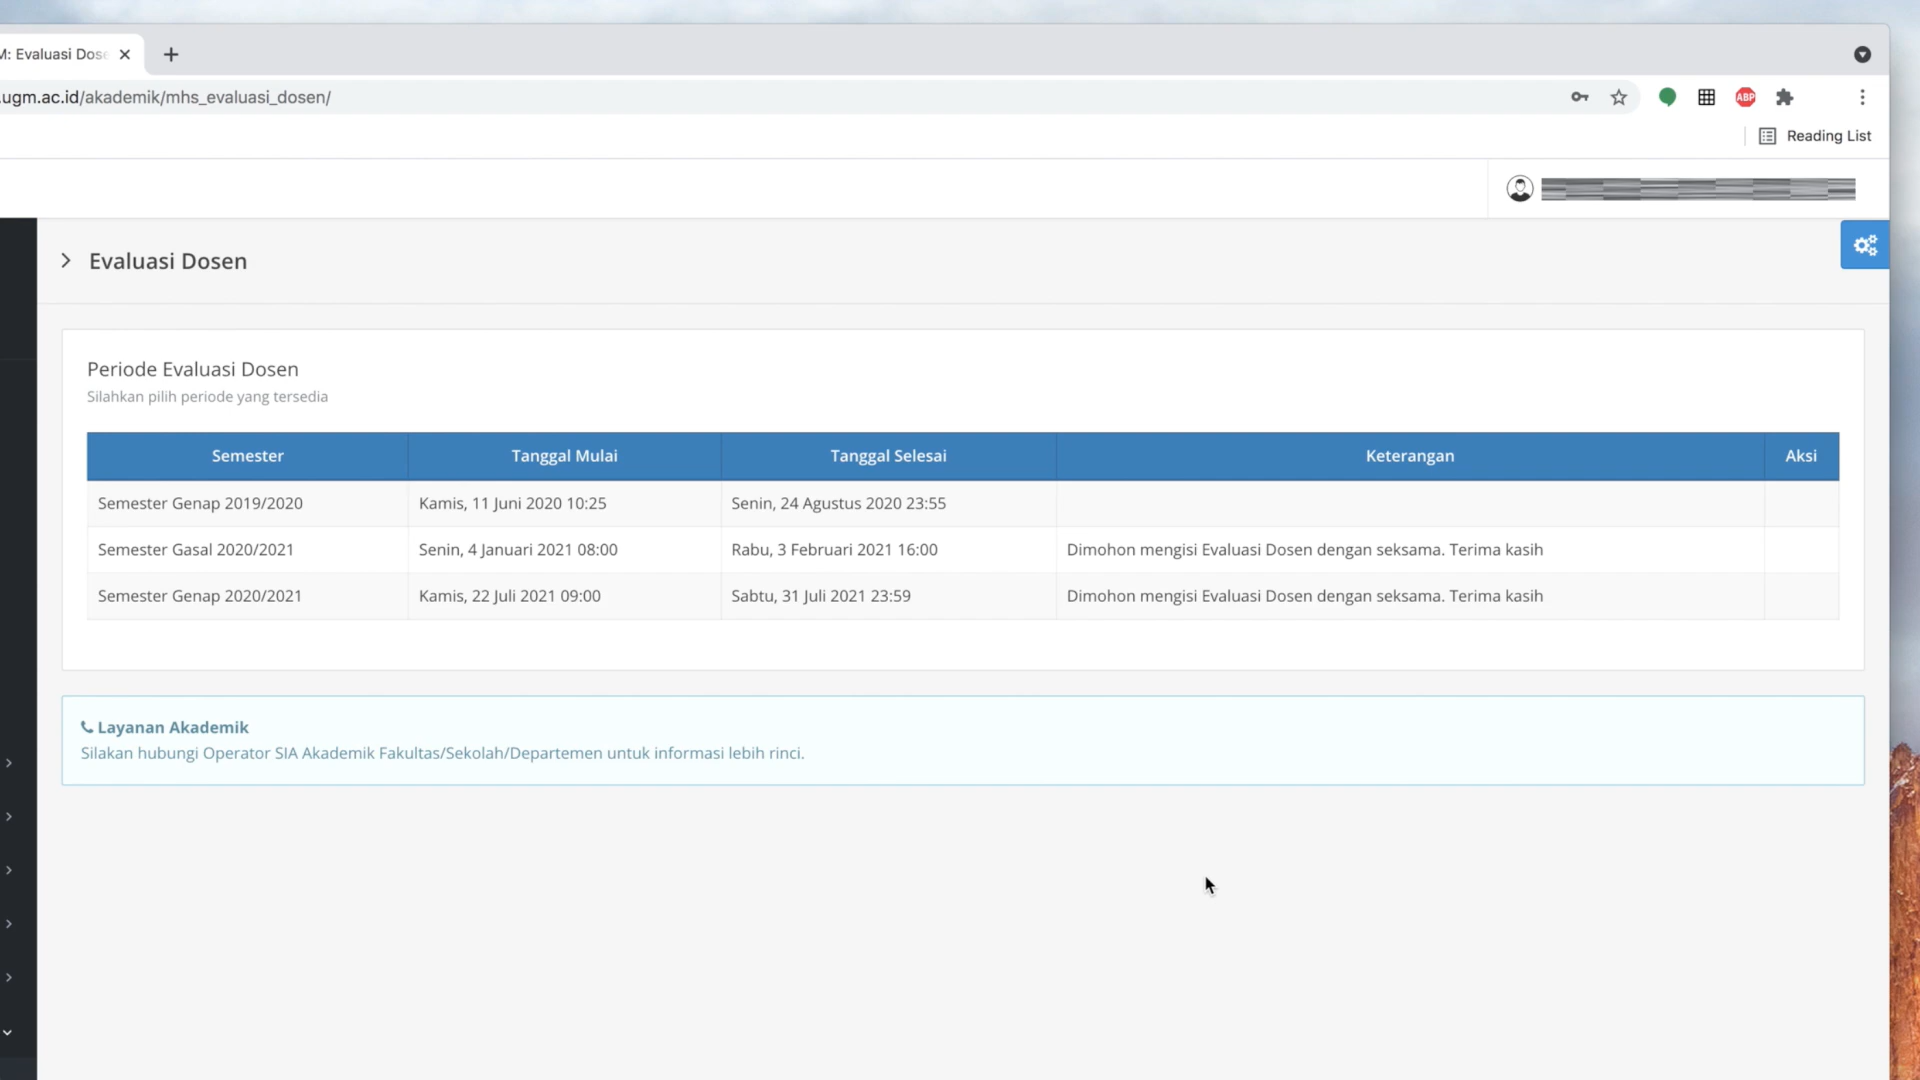 M: Evaluasi Dose
.ugm.ac.id/akademik/mhs_evaluasi_dosen/
ABP
Reading List
Evaluasi Dosen
Periode Evaluasi Dosen
Silahkan pilih periode yang tersedia
Semester Tanggal Mulai Tanggal Selesai Keterangan Aksi
Semester Genap 2019/2020 Kamis, 11 Juni 2020 10:25 Senin, 24 Agustus 2020 23:55
Semester Gasal 2020/2021 Senin, 4 Januari 2021 08:00 Rabu, 3 Februari 2021 16:00 Dimohon mengisi Evaluasi Dosen dengan seksama. Terima kasih
Semester Genap 2020/2021 Kamis, 22 Juli 2021 09:00 Sabtu, 31 Juli 2021 23:59 Dimohon mengisi Evaluasi Dosen dengan seksama. Terima kasih
Layanan Akademik
Silakan hubungi Operator SIA Akademik Fakultas/Sekolah/Departemen untuk informasi lebih rinci.